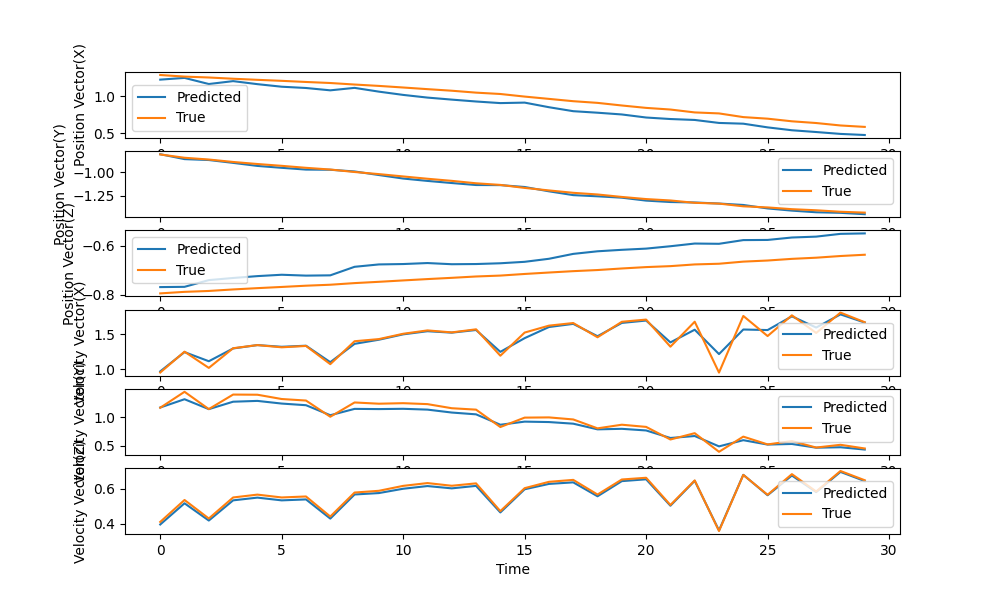 Position Vector(X)
1.0
0.5
Predicted
True
Position Vector(Y)
−1.00
−1.25
Predicted
True
Position Vector(Z)
−0.6
−0.8
Predicted
True
Velocity Vector(X)
1.5
1.0
Predicted
True
Velocity Vector(Y)
1.0
0.5
Predicted
True
Velocity Vector(Z)
0.6
0.4
Predicted
True
0 5 10 15 20 25 30
Time